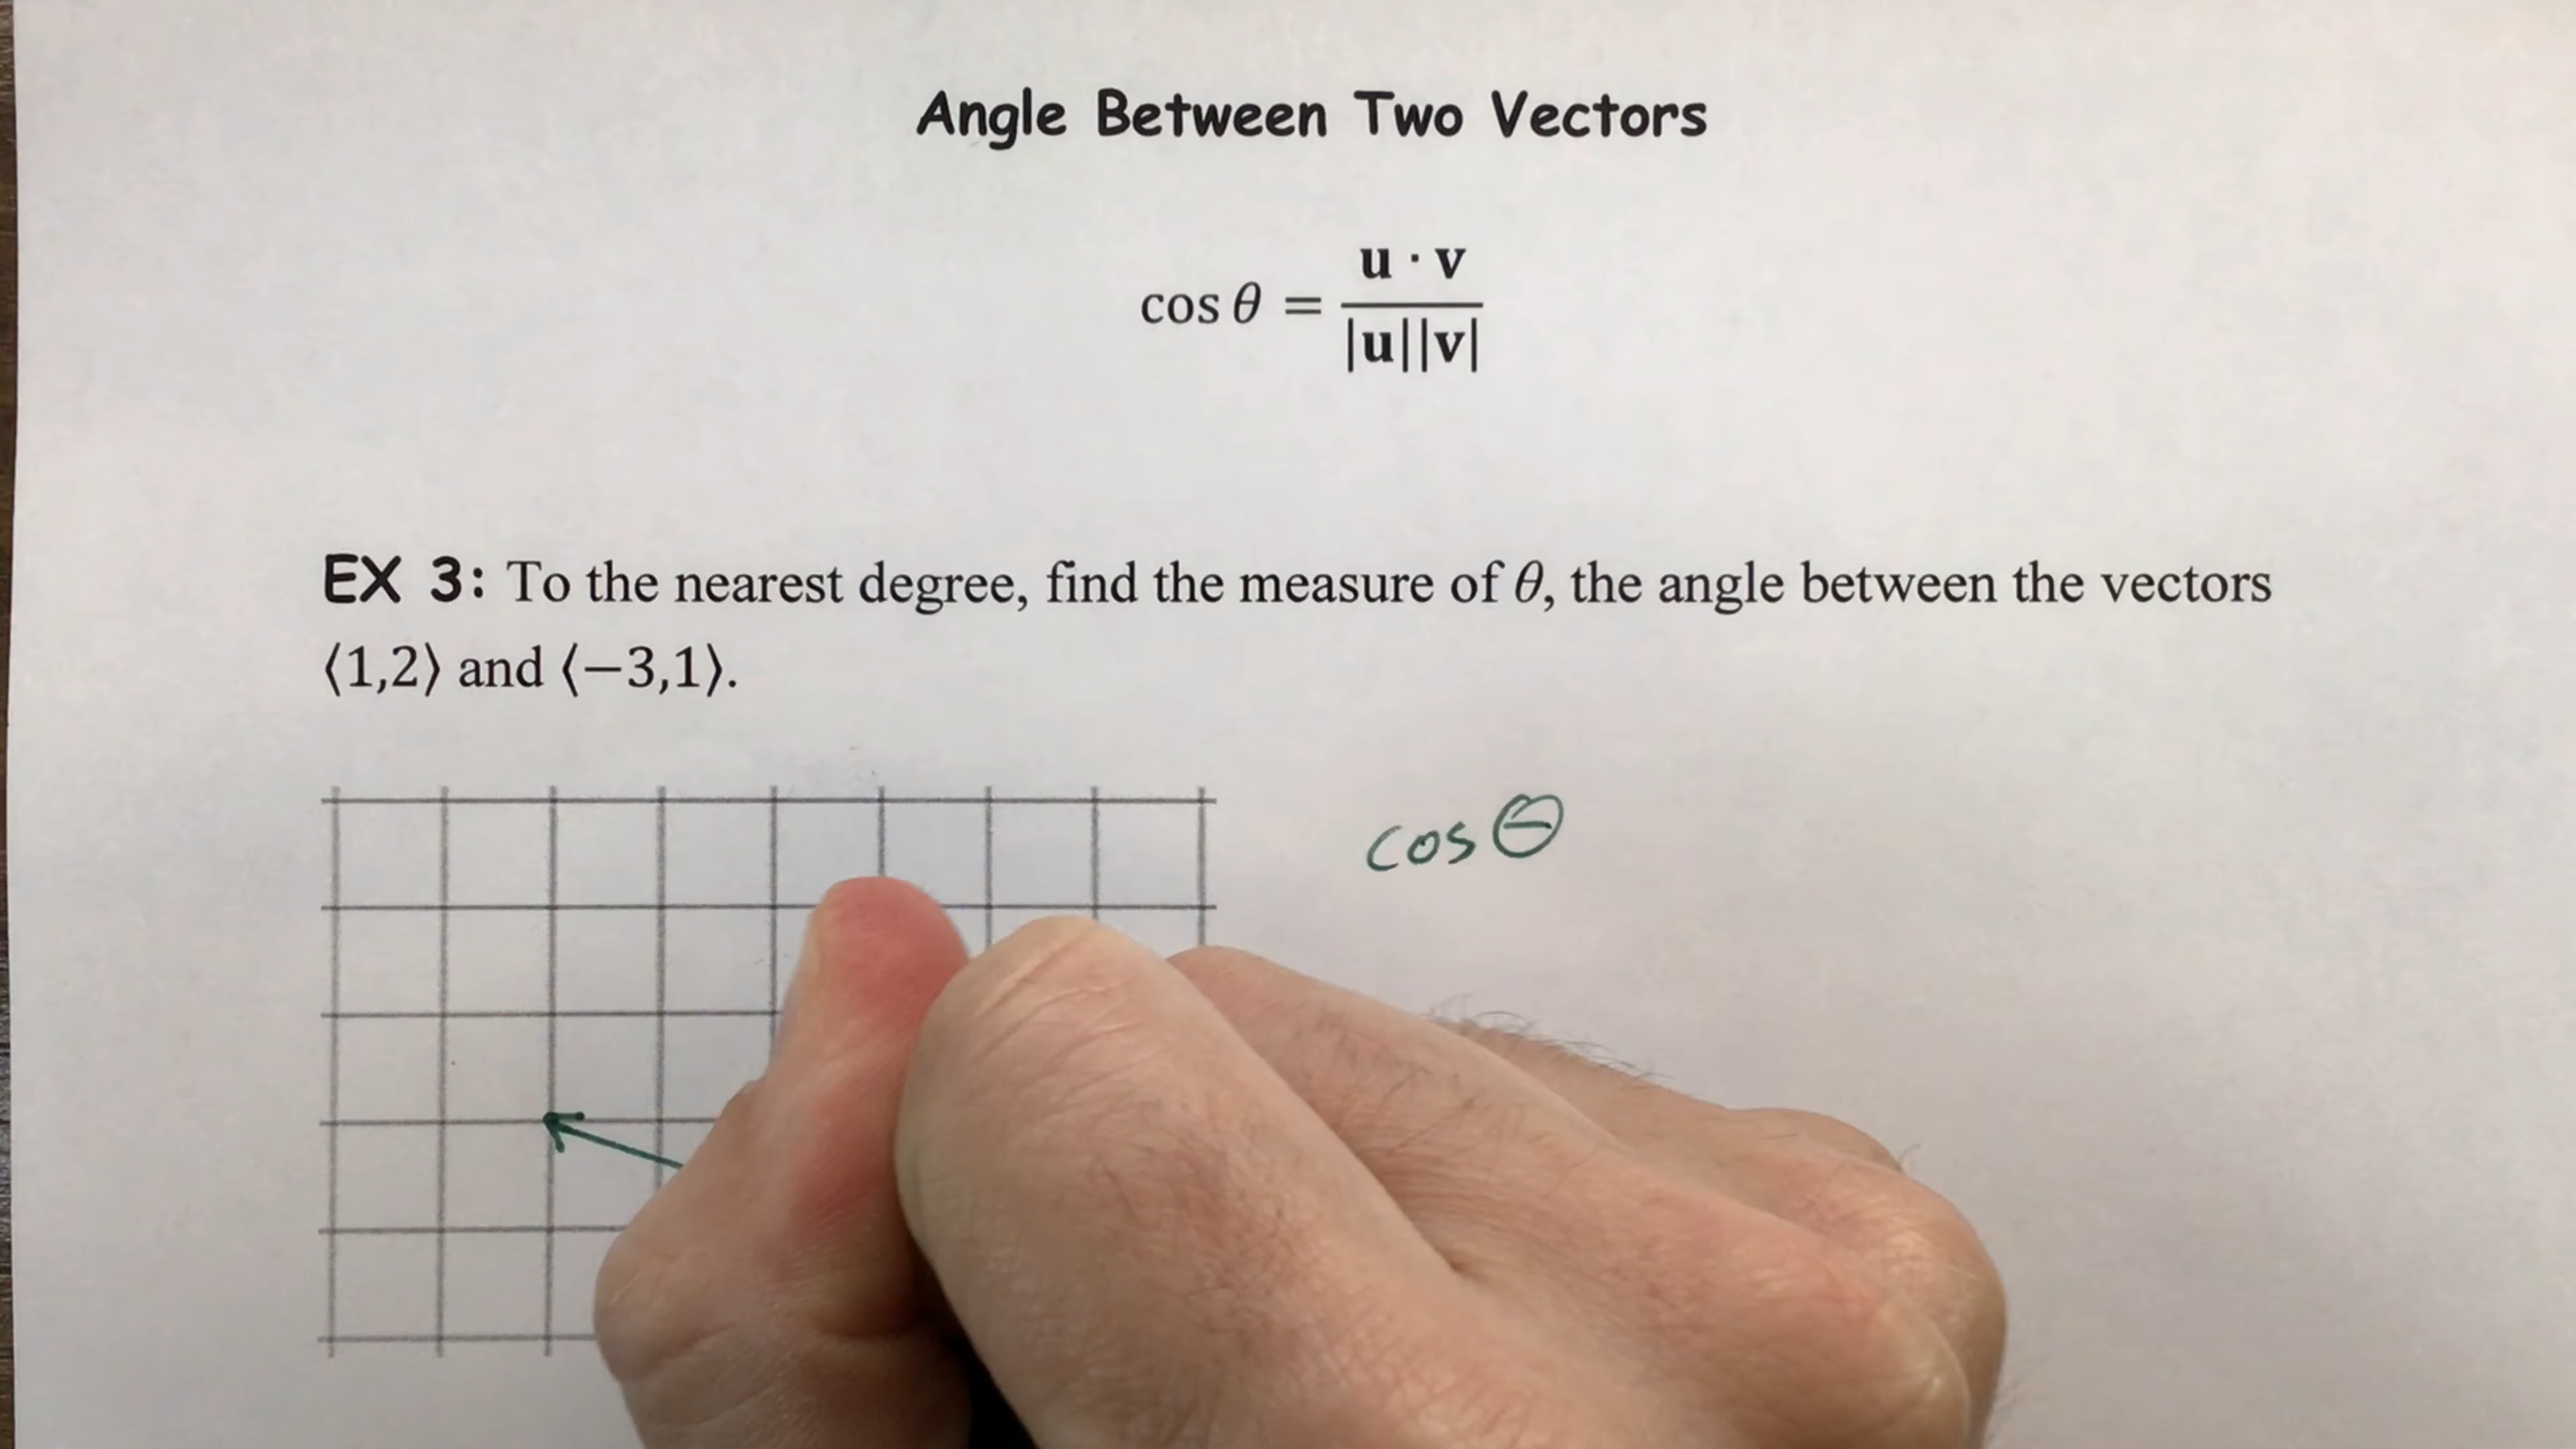 Angle Between Two Vectors
cos θ = u · v / |u||v|
EX 3: To the nearest degree, find the measure of θ, the angle between the vectors
⟨1,2⟩ and ⟨−3,1⟩.
cos θ